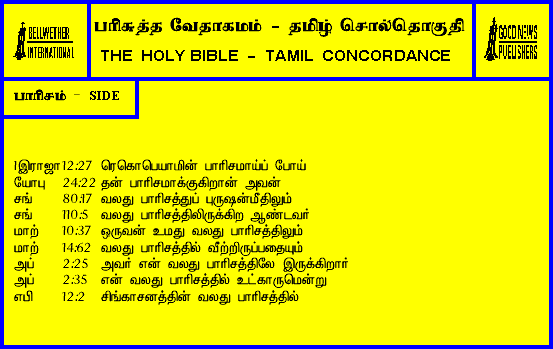 BELLWETHER
INTERNATIONAL
பரிசுத்த வேதாகமம் - தமிழ் சொல்தொகுதி
THE HOLY BIBLE - TAMIL CONCORDANCE
GOOD NEWS
PUBLISHERS
பாரிசம் - SIDE
1இராஜா 12:27 ரெகொபெயாமின் பாரிசமாய்ப் போய்
யோபு 24:22 தன் பாரிசமாக்குகிறான் அவன்
சங் 80:17 வலது பாரிசத்துப் புருஷன்மீதிலும்
சங் 110:5 வலது பாரிசத்திலிருக்கிற ஆண்டவர்
மாற் 10:37 ஒருவன் உமது வலது பாரிசத்திலும்
மாற் 14:62 வலது பாரிசத்தில் வீற்றிருப்பதையும்
அப் 2:25 அவர் என் வலது பாரிசத்திலே இருக்கிறார்
அப் 2:35 என் வலது பாரிசத்தில் உட்காருமென்று
எபி 12:2 சிங்காசனத்தின் வலது பாரிசத்தில்